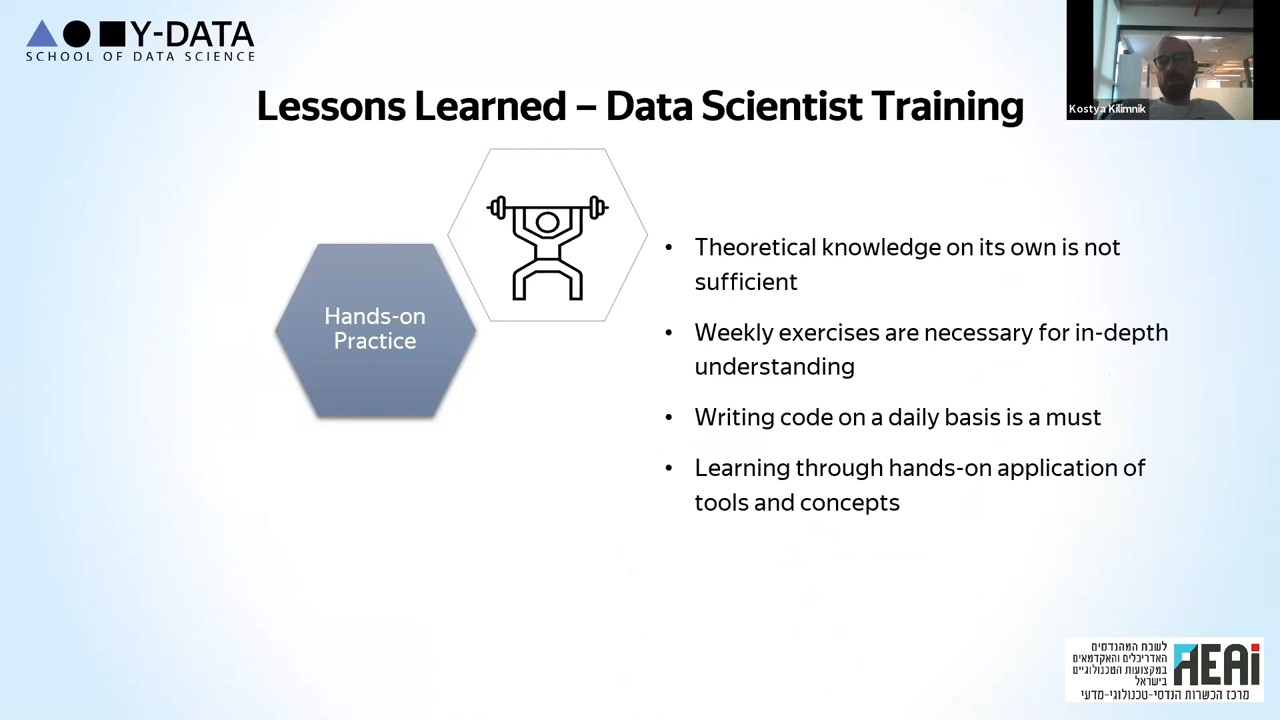 Y-DATA
SCHOOL OF DATA SCIENCE
Kostya Kilimnik
Lessons Learned – Data Scientist Training
Hands-on
Practice
• Theoretical knowledge on its own is not
sufficient
• Weekly exercises are necessary for in-depth
understanding
• Writing code on a daily basis is a must
• Learning through hands-on application of
tools and concepts
לשכת המהנדסים
האדריכלים והאקדמאים
במקצועות הטכנולוגיים
בישראל
AEAi
מרכז הכשרות הנדסי-טכנולוגי-מדעי